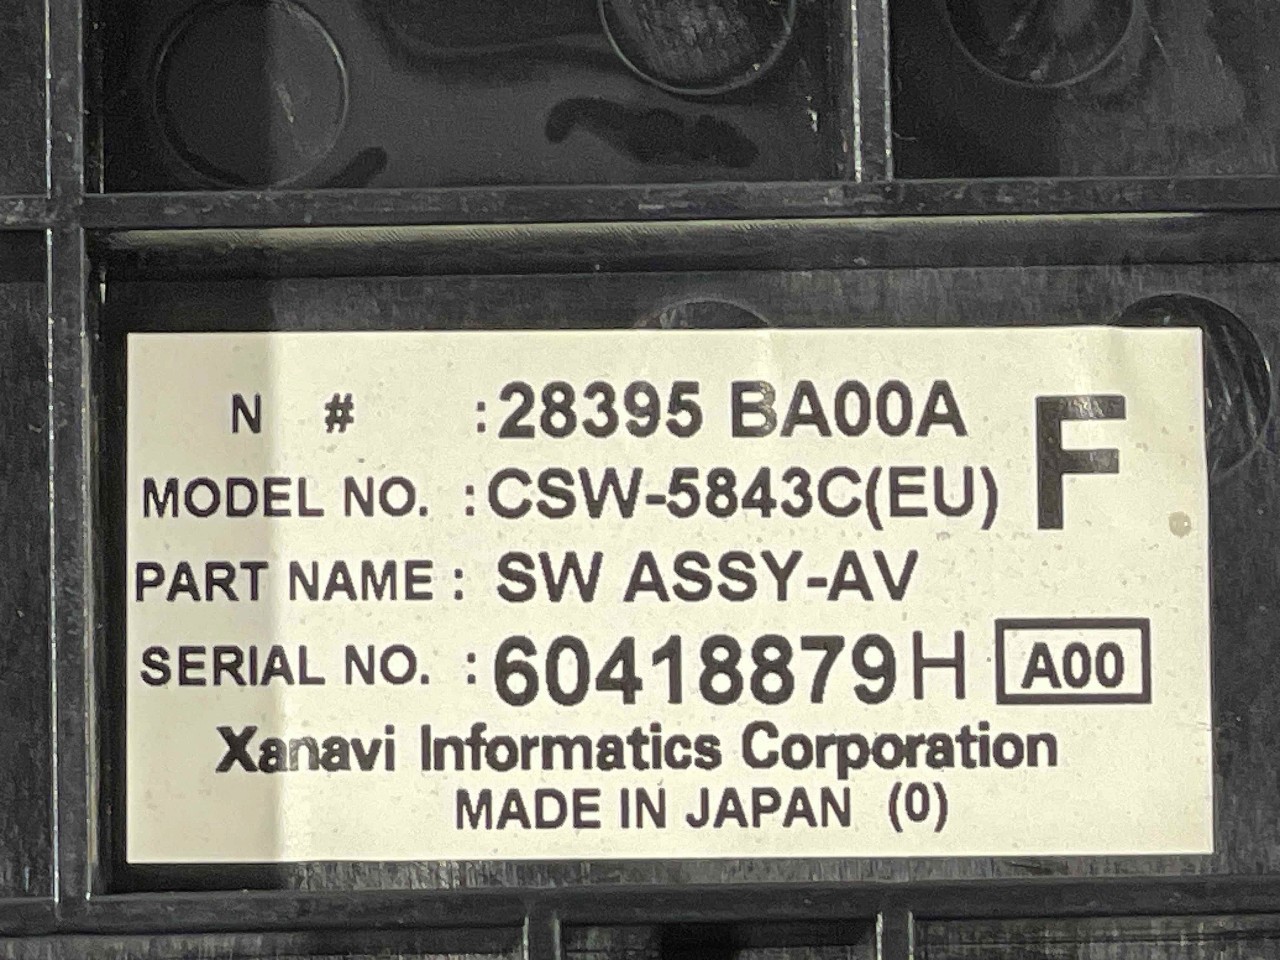 N # :28395 BA00A F
MODEL NO. :CSW-5843C(EU)
PART NAME : SW ASSY-AV
SERIAL NO. :60418879H A00
Xanavi Informatics Corporation
MADE IN JAPAN (0)